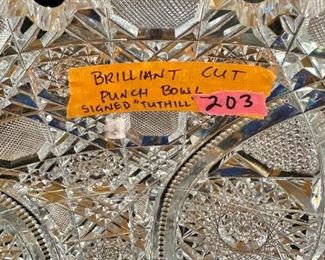 BRILLIANT CUT
PUNCH BOWL
SIGNED "TUTHILL" 203